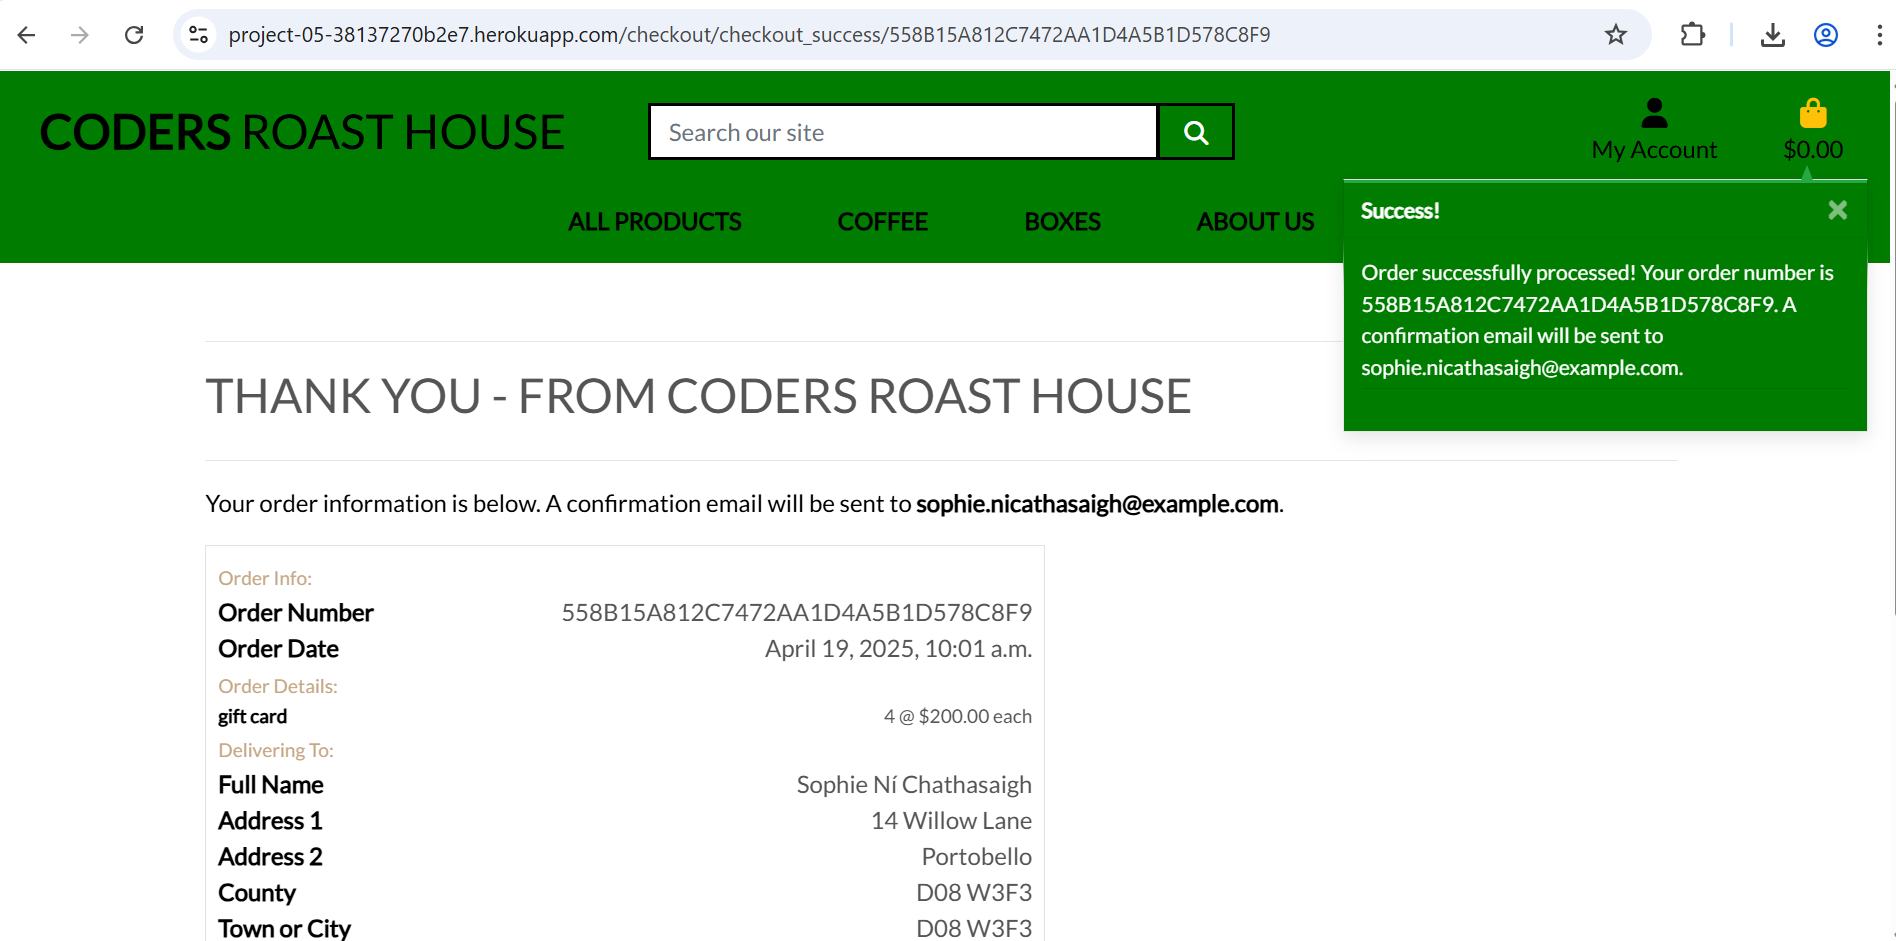 project-05-38137270b2e7.herokuapp.com/checkout/checkout_success/558B15A812C7472AA1D4A5B1D578C8F9
CODERS ROAST HOUSE
Search our site
My Account
$0.00
ALL PRODUCTS COFFEE BOXES ABOUT US
Success!
Order successfully processed! Your order number is
558B15A812C7472AA1D4A5B1D578C8F9. A
confirmation email will be sent to
sophie.nicathasaigh@example.com.
THANK YOU - FROM CODERS ROAST HOUSE
Your order information is below. A confirmation email will be sent to sophie.nicathasaigh@example.com.
Order Info:
Order Number 558B15A812C7472AA1D4A5B1D578C8F9
Order Date April 19, 2025, 10:01 a.m.
Order Details:
gift card 4 @ $200.00 each
Delivering To:
Full Name Sophie Ní Chathasaigh
Address 1 14 Willow Lane
Address 2 Portobello
County D08 W3F3
Town or City D08 W3F3